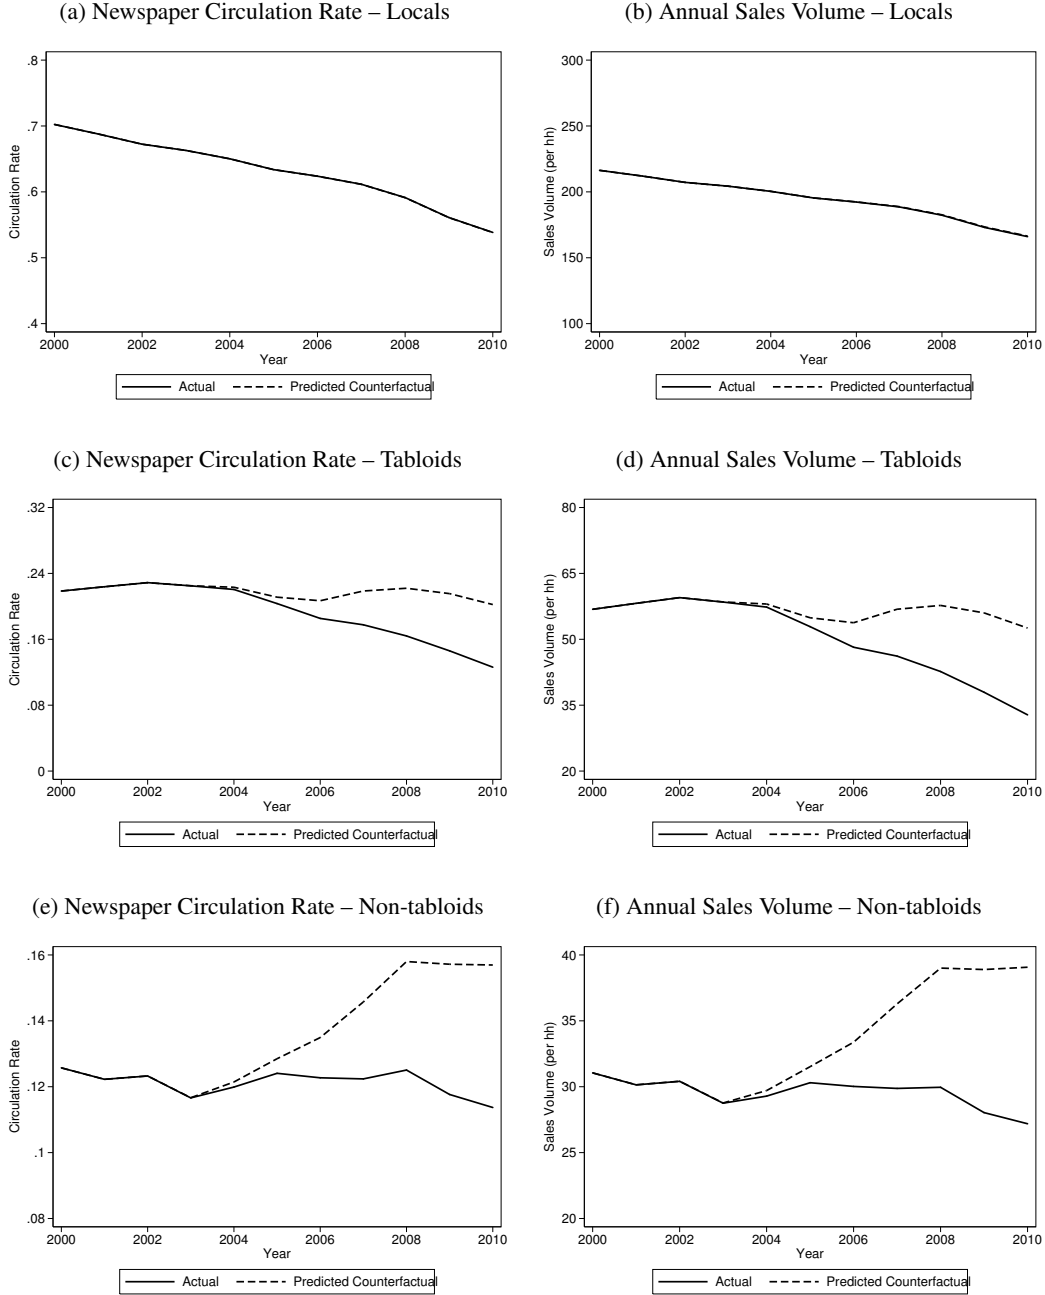 (a) Newspaper Circulation Rate – Locals
.8
.7
.6
.5
.4
Circulation Rate
2000 2002 2004 2006 2008 2010
Year
Actual Predicted Counterfactual
(b) Annual Sales Volume – Locals
300
250
200
150
100
Sales Volume (per hh)
2000 2002 2004 2006 2008 2010
Year
Actual Predicted Counterfactual
(c) Newspaper Circulation Rate – Tabloids
.32
.24
.16
.08
0
Circulation Rate
2000 2002 2004 2006 2008 2010
Year
Actual Predicted Counterfactual
(d) Annual Sales Volume – Tabloids
80
65
50
35
20
Sales Volume (per hh)
2000 2002 2004 2006 2008 2010
Year
Actual Predicted Counterfactual
(e) Newspaper Circulation Rate – Non-tabloids
.16
.14
.12
.1
.08
Circulation Rate
2000 2002 2004 2006 2008 2010
Year
Actual Predicted Counterfactual
(f) Annual Sales Volume – Non-tabloids
40
35
30
25
20
Sales Volume (per hh)
2000 2002 2004 2006 2008 2010
Year
Actual Predicted Counterfactual